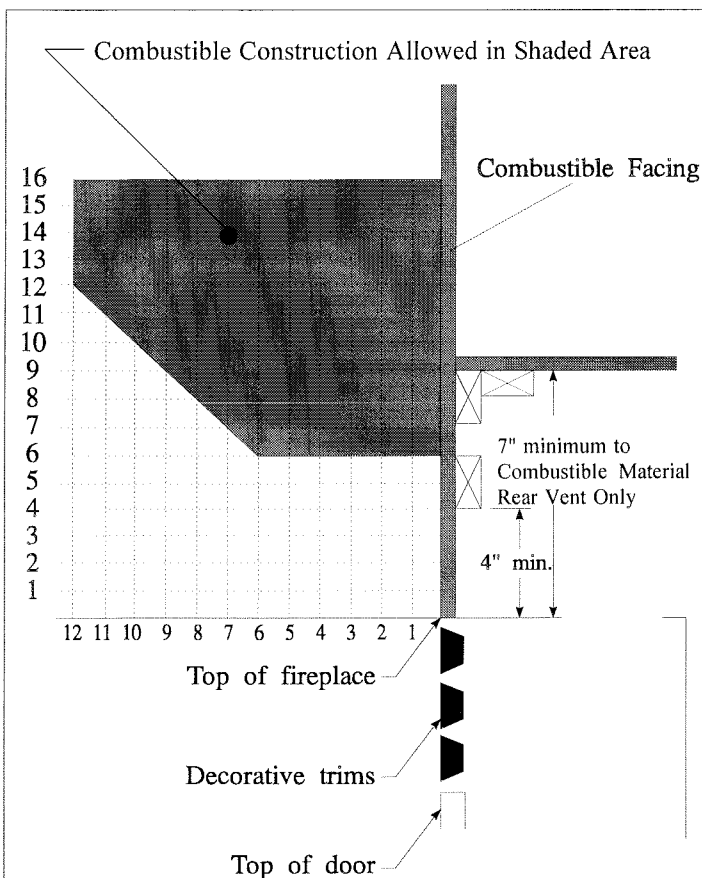 Combustible Construction Allowed in Shaded Area
Combustible Facing
16
15
14
13
12
11
10
9
8
7
6
5
4
3
2
1
7" minimum to
Combustible Material
Rear Vent Only
4" min.
12 11 10 9 8 7 6 5 4 3 2 1
Top of fireplace
Decorative trims
Top of door